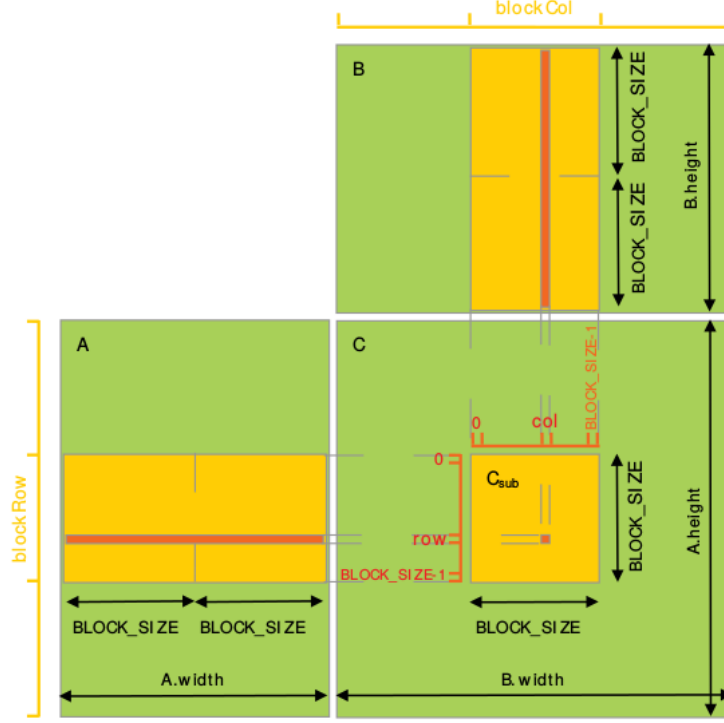 blockCol
B
BLOCK_SIZE
BLOCK_SIZE
B.height
A
C
BLOCK_SIZE-1
0
col
0
C_sub
row
BLOCK_SIZE-1
BLOCK_SIZE
A.height
blockRow
BLOCK_SIZE
BLOCK_SIZE
BLOCK_SIZE
A.width
B.width